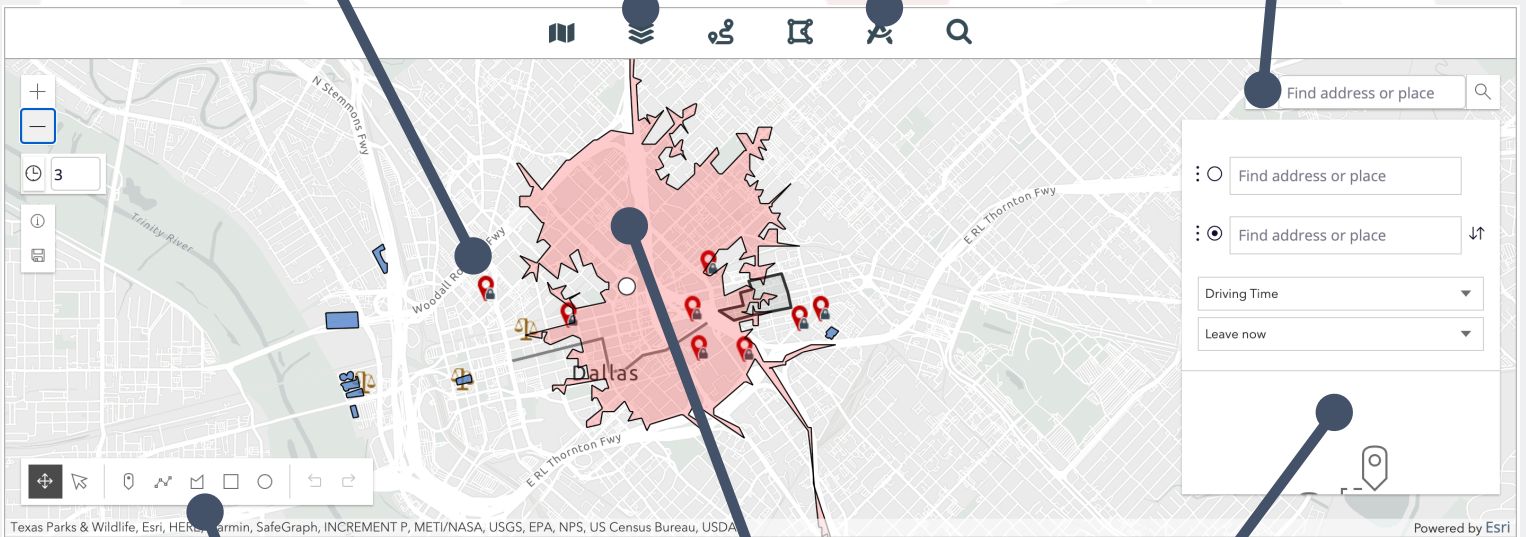 Find address or place
N Stemmons Fwy
3
Find address or place
Trinity River
E RL Thornton Fwy
Find address or place
Woodall Fwy
Driving Time
Leave now
Dallas
E RL Thornton Fwy
Texas Parks & Wildlife, Esri, HERE, Garmin, SafeGraph, INCREMENT P, METI/NASA, USGS, EPA, NPS, US Census Bureau, USDA
Powered by Esri